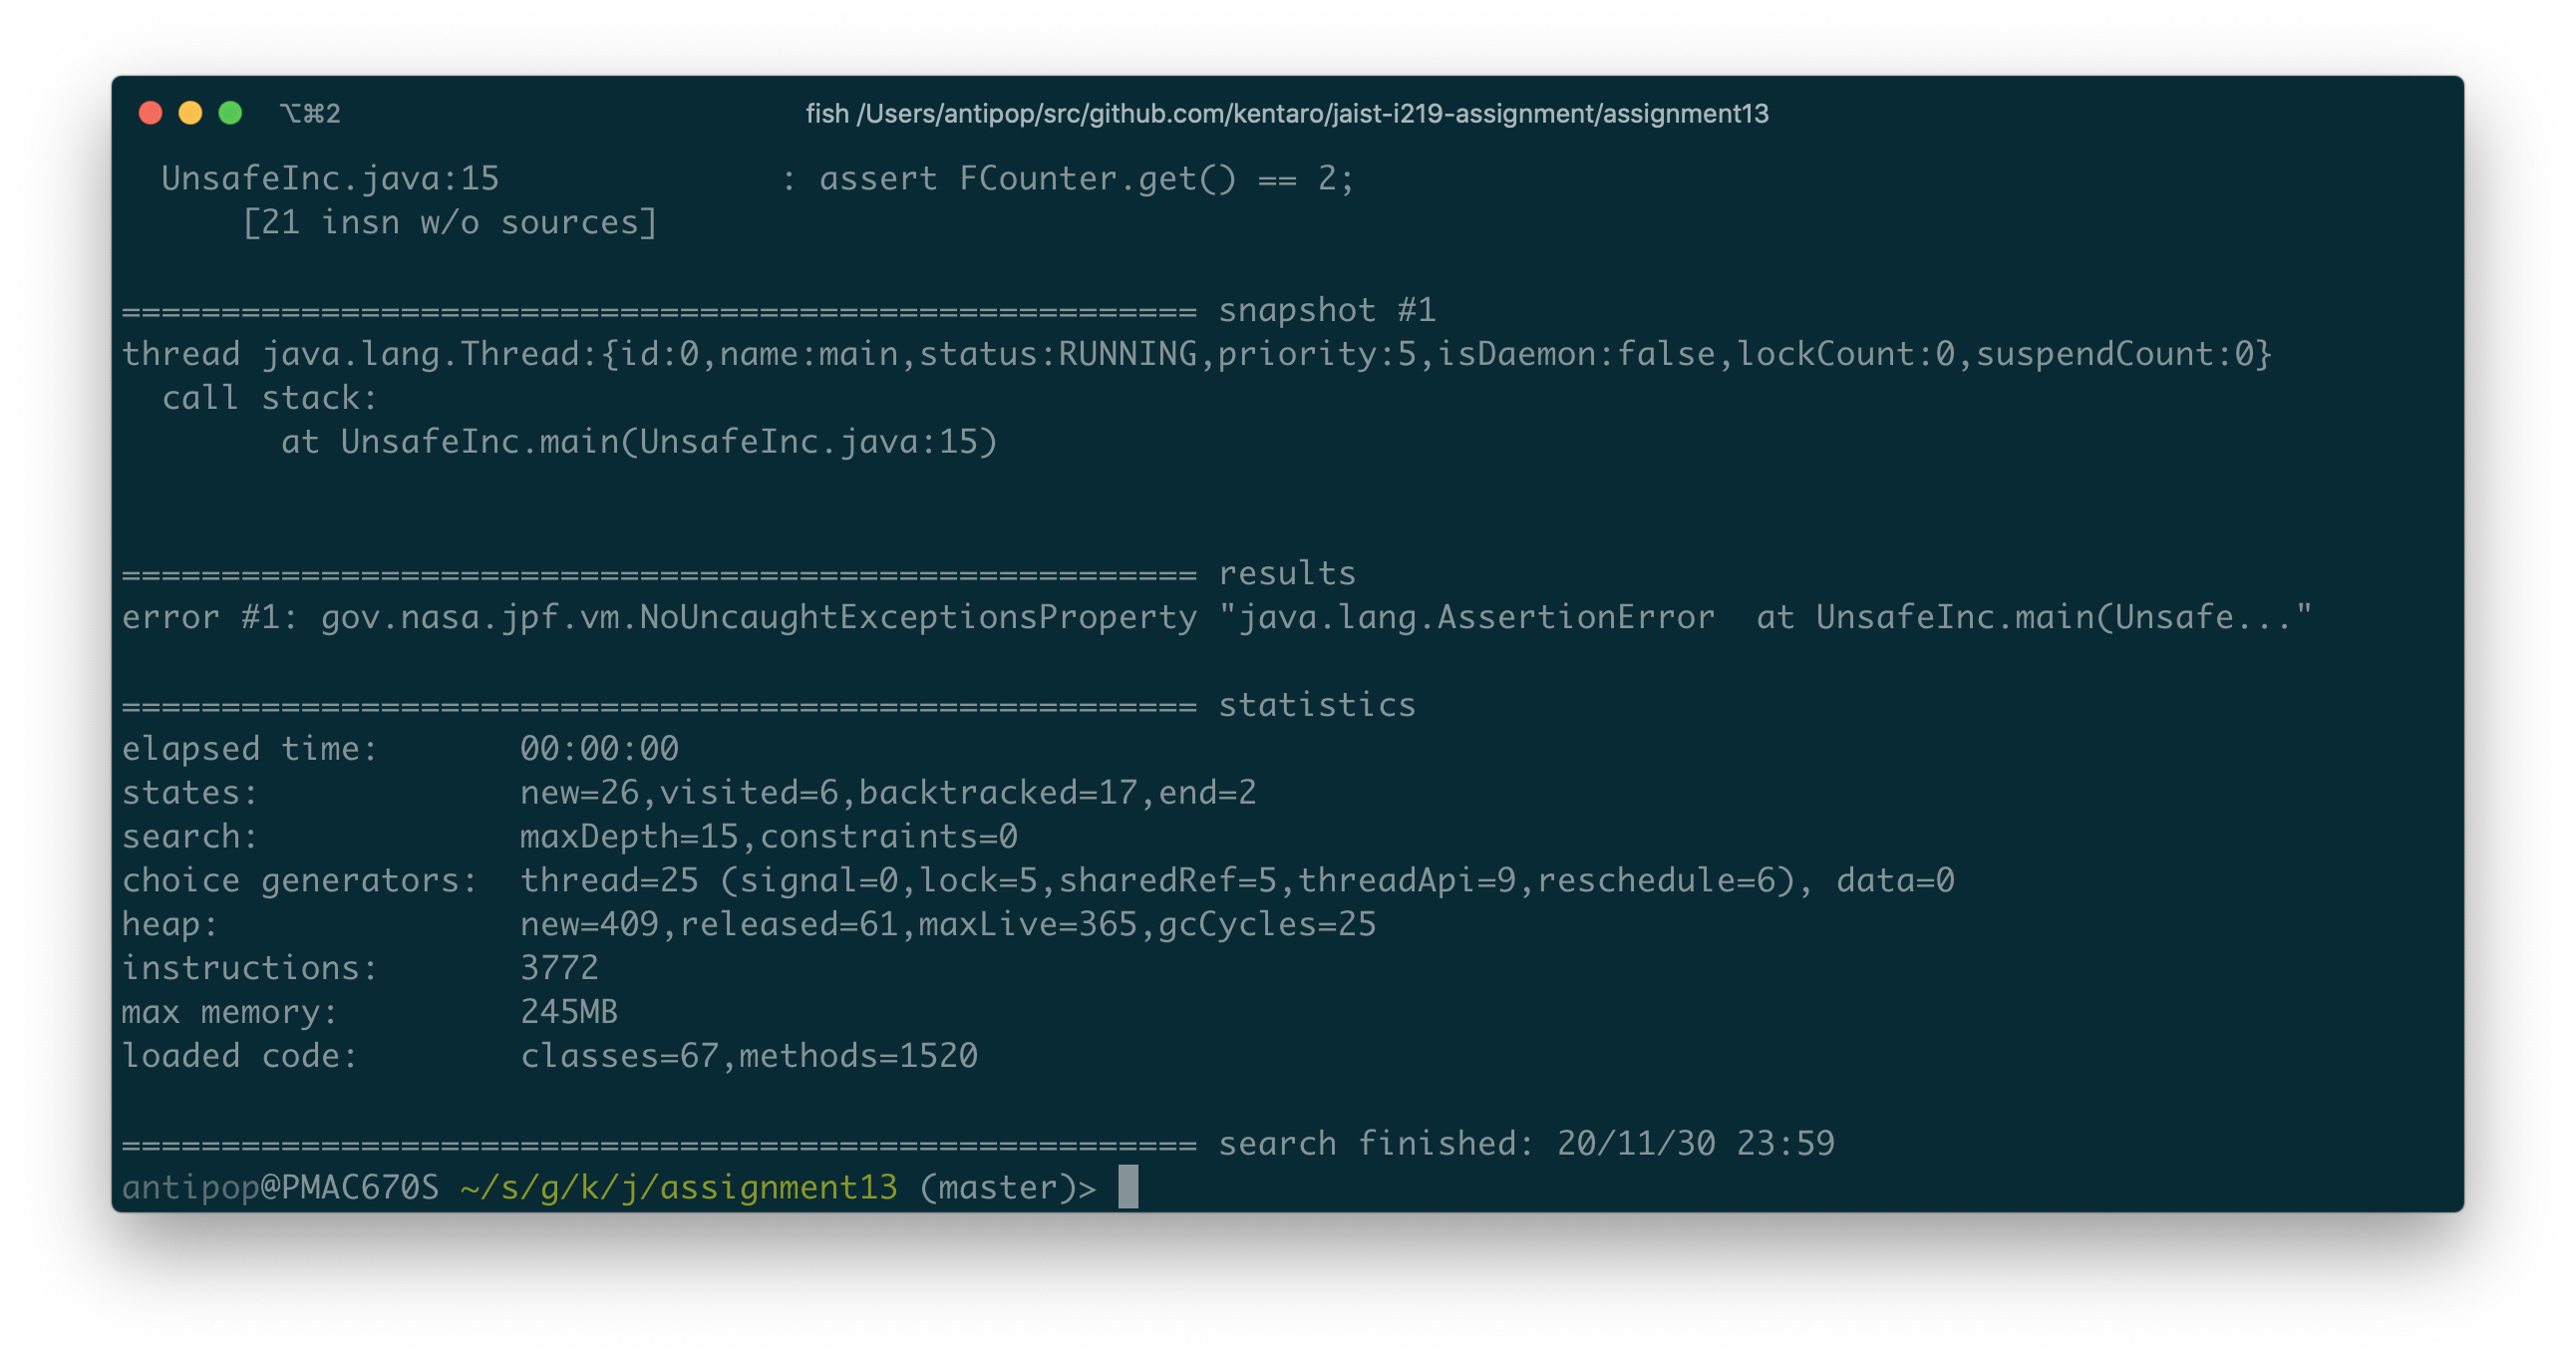 ⌥⌘2 fish /Users/antipop/src/github.com/kentaro/jaist-i219-assignment/assignment13
  UnsafeInc.java:15              : assert FCounter.get() == 2;
      [21 insn w/o sources]
====================================================== snapshot #1
thread java.lang.Thread:{id:0,name:main,status:RUNNING,priority:5,isDaemon:false,lockCount:0,suspendCount:0}
  call stack:
        at UnsafeInc.main(UnsafeInc.java:15)
====================================================== results
error #1: gov.nasa.jpf.vm.NoUncaughtExceptionsProperty "java.lang.AssertionError  at UnsafeInc.main(Unsafe..."
====================================================== statistics
elapsed time:       00:00:00
states:             new=26,visited=6,backtracked=17,end=2
search:             maxDepth=15,constraints=0
choice generators:  thread=25 (signal=0,lock=5,sharedRef=5,threadApi=9,reschedule=6), data=0
heap:               new=409,released=61,maxLive=365,gcCycles=25
instructions:       3772
max memory:         245MB
loaded code:        classes=67,methods=1520
====================================================== search finished: 20/11/30 23:59
antipop@PMAC670S ~/s/g/k/j/assignment13 (master)>